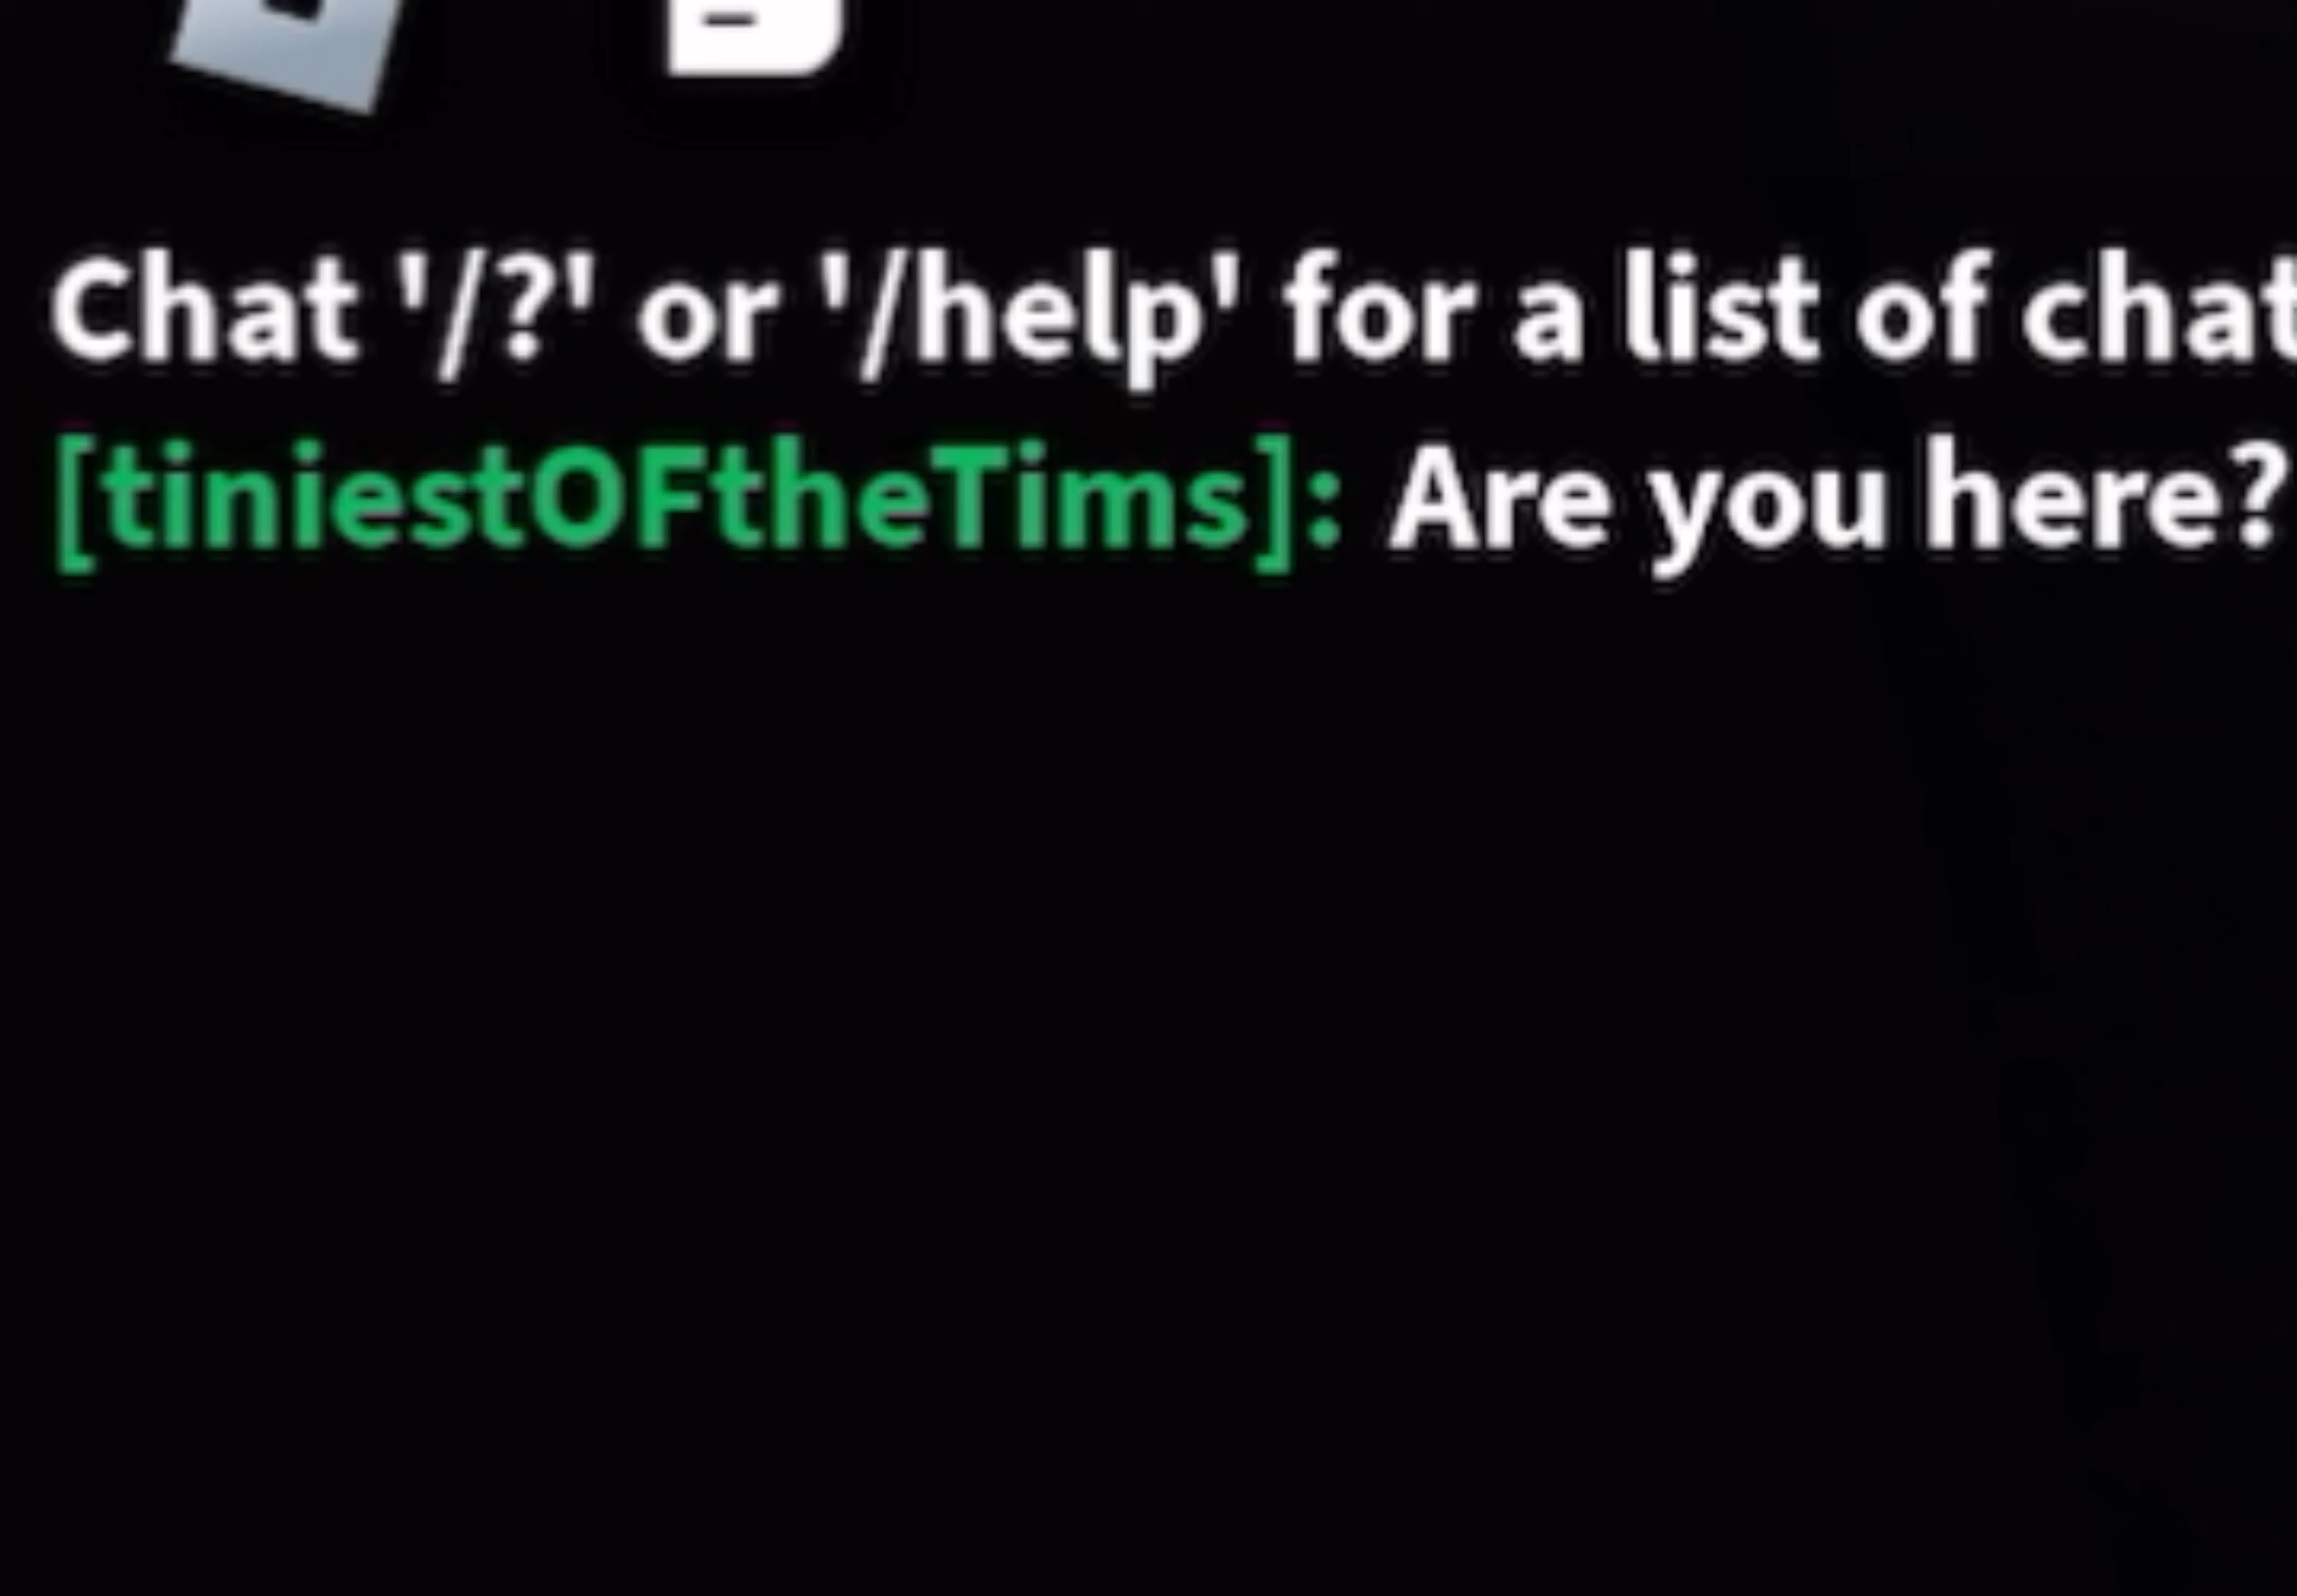 Chat '/?' or '/help' for a list of chat
[tiniestOFtheTims]: Are you here?